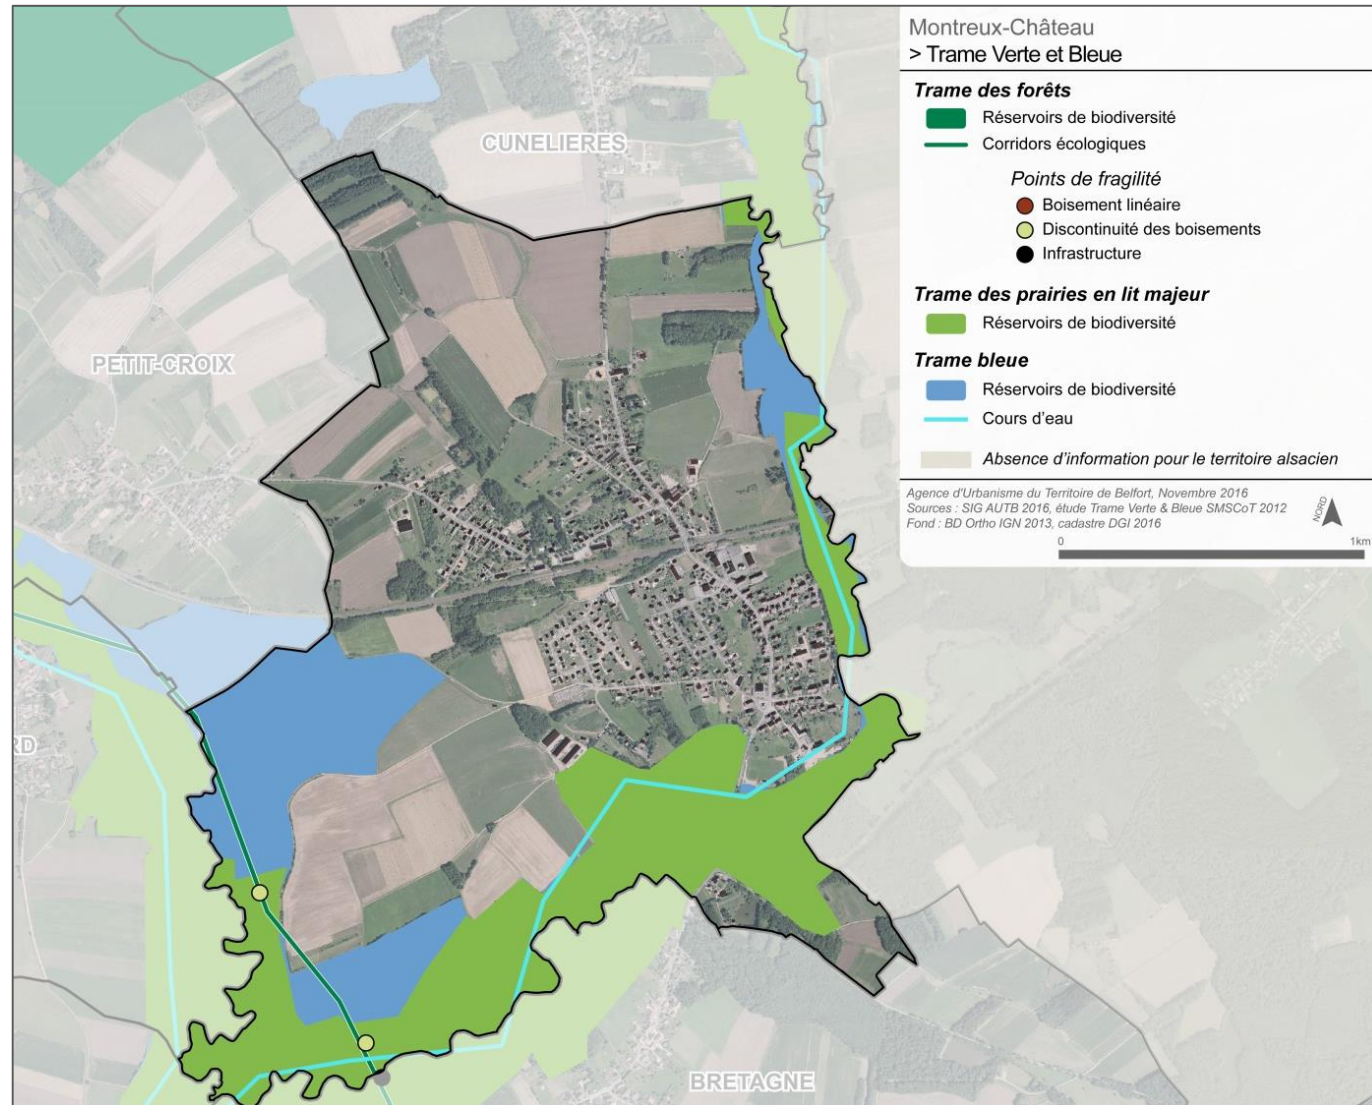 Montreux-Château
> Trame Verte et Bleue
Trame des forêts
Réservoirs de biodiversité
Corridors écologiques
Points de fragilité
Boisement linéaire
Discontinuité des boisements
Infrastructure
Trame des prairies en lit majeur
Réservoirs de biodiversité
Trame bleue
Réservoirs de biodiversité
Cours d'eau
Absence d'information pour le territoire alsacien
Agence d'Urbanisme du Territoire de Belfort, Novembre 2016
Sources : SIG AUTB 2016, étude Trame Verte & Bleue SMSCoT 2012
Fond : BD Ortho IGN 2013, cadastre DGI 2016
NORD
0 1km
CUNELIERES
PETIT-CROIX
RD
BRETAGNE